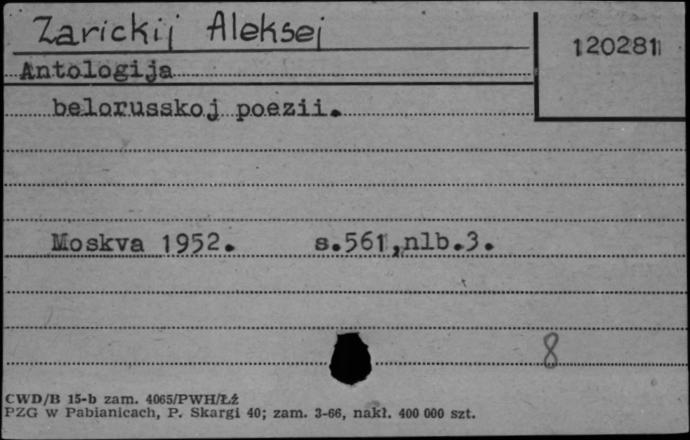 Zarickij Aleksej
120281
Antologija
belorusskoj poezii.
Moskva 1952. s.561,nlb.3.
8
CWD/B 15-b zam. 4065/PWH/Łź
PZG w Pabianicach, P. Skargi 40; zam. 3-66, nakł. 400 000 szt.